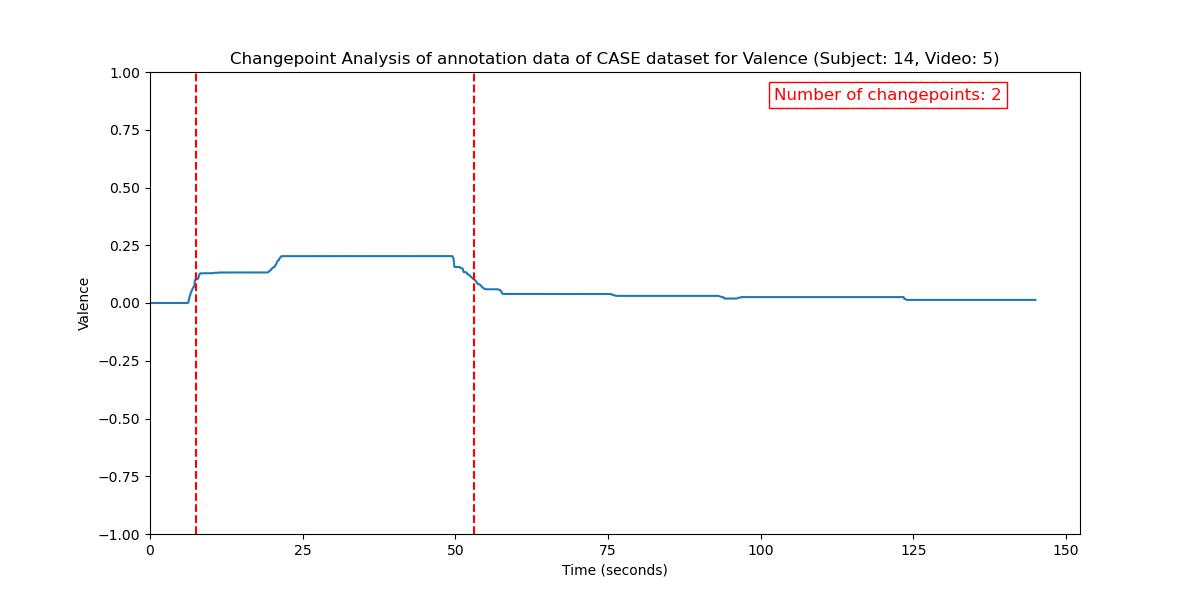 Changepoint Analysis of annotation data of CASE dataset for Valence (Subject: 14, Video: 5)
Number of changepoints: 2
Valence
1.00
0.75
0.50
0.25
0.00
−0.25
−0.50
−0.75
−1.00
0 25 50 75 100 125 150
Time (seconds)